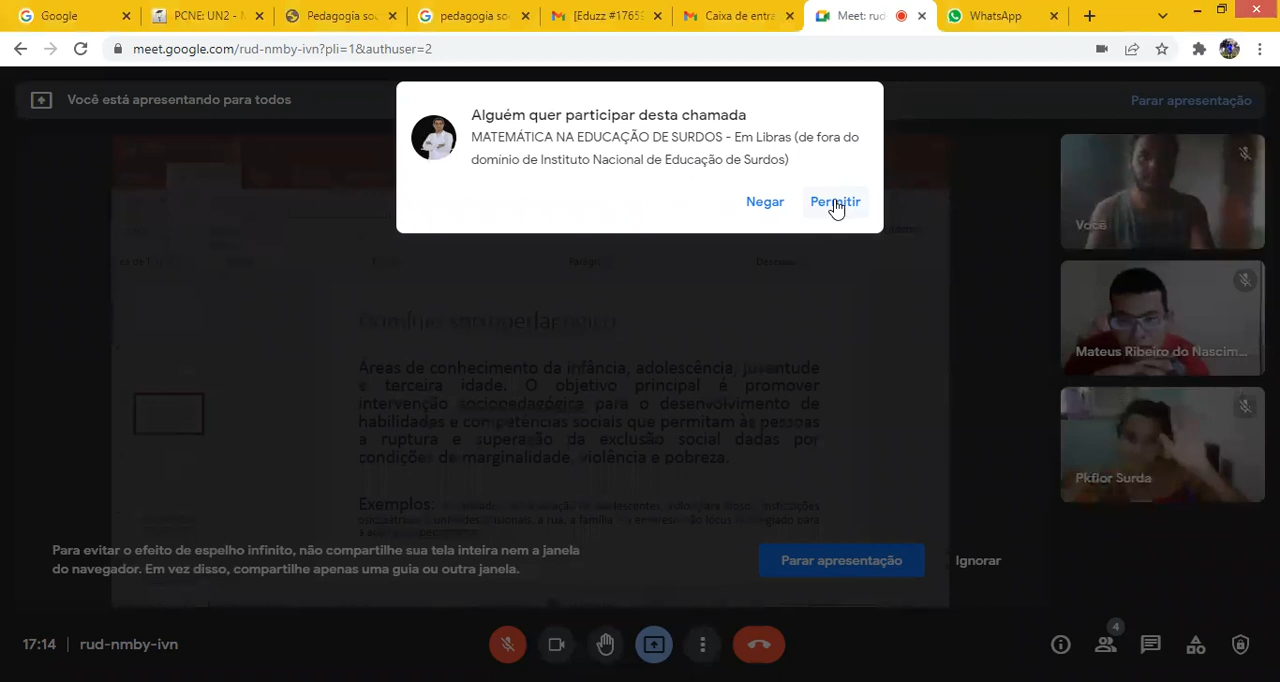 Google
PCNE: UN2 - M
Pedagogia soc
pedagogia so
[Eduzz #1765
Caixa de entra
Meet: rud
WhatsApp
meet.google.com/rud-nmby-ivn?pli=1&authuser=2
Você está apresentando para todos
Parar apresentação
Alguém quer participar desta chamada
MATEMÁTICA NA EDUCAÇÃO DE SURDOS - Em Libras (de fora do
domínio de Instituto Nacional de Educação de Surdos)
Negar
Permitir
Você
Mateus Ribeiro do Nascim...
Pkflor Surda
Áreas de conhecimento da infância, adolescência, juventude
e terceira idade. O objetivo principal é promover
intervenção sociopedagógica para o desenvolvimento de
habilidades e competências sociais que permitam às pessoas
a ruptura e superação da exclusão social dadas por
condições de marginalidade, violência e pobreza.
Exemplos:
Para evitar o efeito de espelho infinito, não compartilhe sua tela inteira nem a janela
do navegador. Em vez disso, compartilhe apenas uma guia ou outra janela.
Parar apresentação
Ignorar
17:14 | rud-nmby-ivn
4